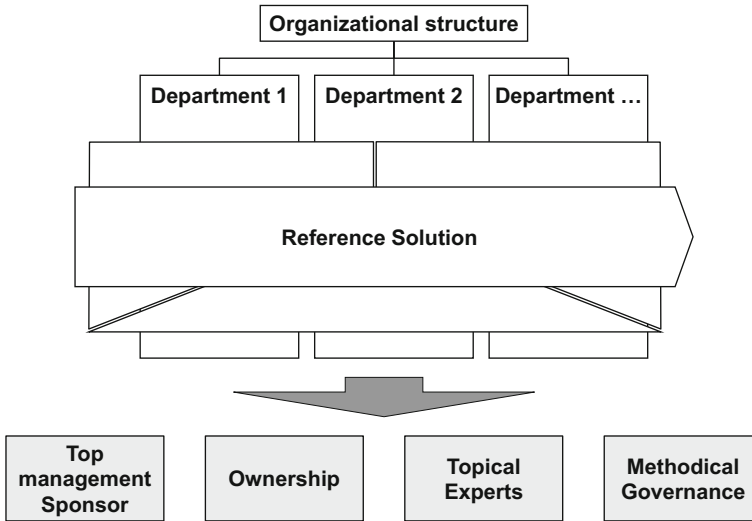 Organizational structure
Department 1
Department 2
Department …
Reference Solution
Top
management
Sponsor
Ownership
Topical
Experts
Methodical
Governance